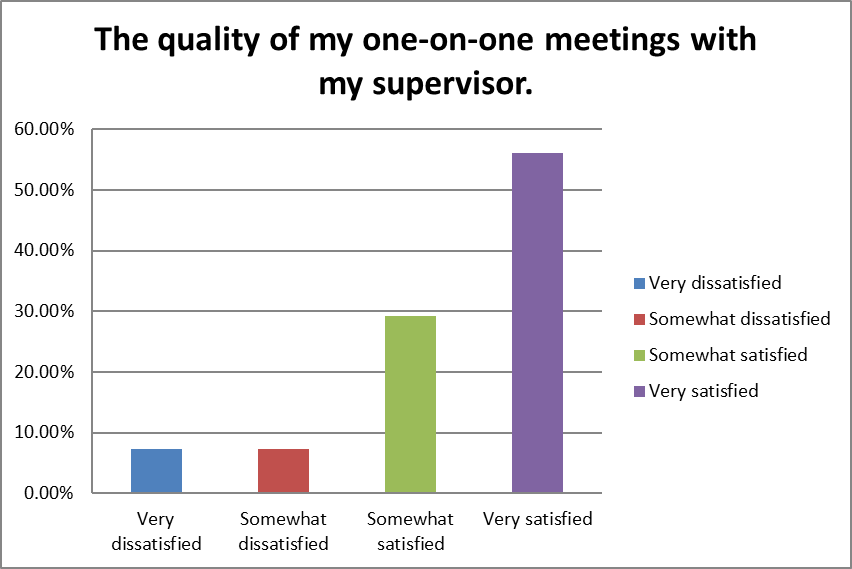 The quality of my one-on-one meetings with
my supervisor.
60.00%
50.00%
40.00%
30.00%
20.00%
10.00%
0.00%
Very
dissatisfied
Somewhat
dissatisfied
Somewhat
satisfied
Very satisfied
Very dissatisfied
Somewhat dissatisfied
Somewhat satisfied
Very satisfied